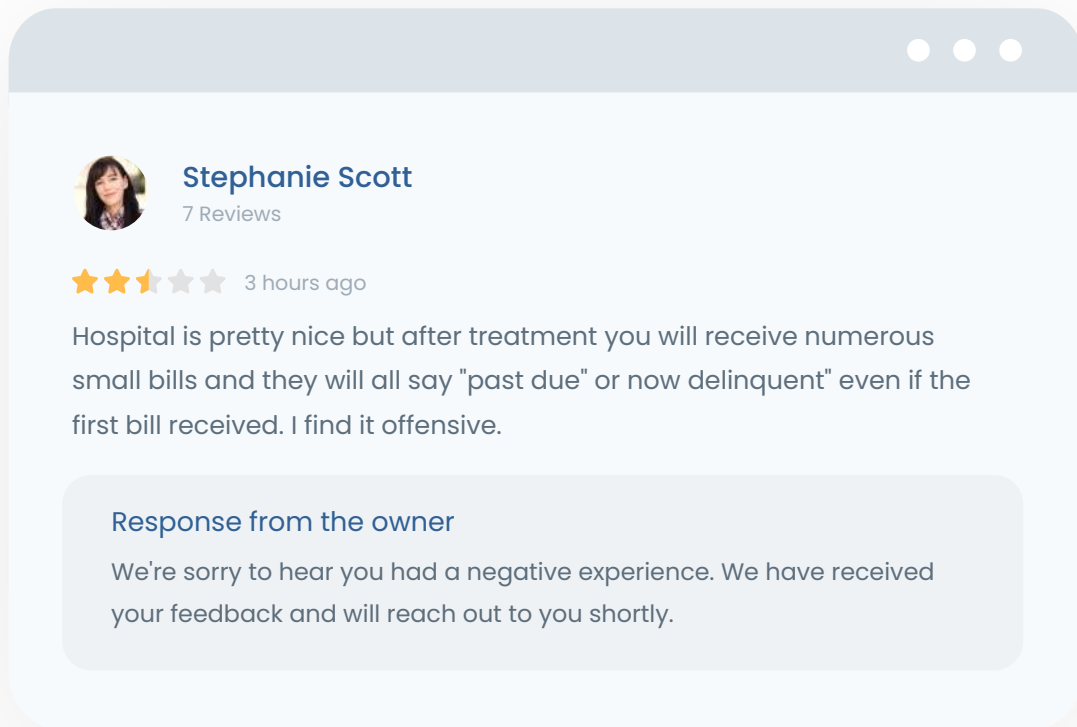 Stephanie Scott
7 Reviews
3 hours ago
Hospital is pretty nice but after treatment you will receive numerous
small bills and they will all say "past due" or now delinquent" even if the
first bill received. I find it offensive.
Response from the owner
We're sorry to hear you had a negative experience. We have received
your feedback and will reach out to you shortly.